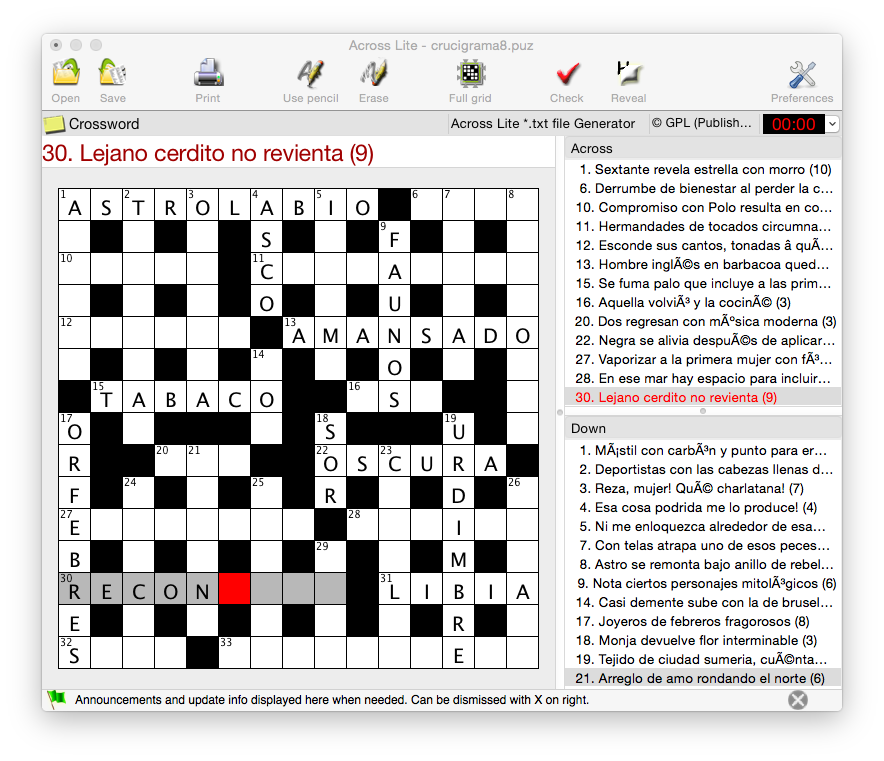 Across Lite - crucigrama8.puz
Open Save Print Use pencil Erase Full grid Check Reveal Preferences
Crossword Across Lite *.txt file Generator © GPL (Publish... 00:00
30. Lejano cerdito no revienta (9)
1 A S 2 T R 3 O L 4 A B 5 I O 6 7 8
S 9 F
10 11 C A
O U
12 13 A M A N S A D O
14 O
15 T A B A C O 16 S
17 O 18 S 19 U
R 20 21 22 O S 23 C U R A
F 24 25 R D 26
27 E 28 I
B 29 M
30 R E C O N 31 L I B I A
E R
32 S 33 E
Across
1. Sextante revela estrella con morro (10)
6. Derrumbe de bienestar al perder la c...
10. Compromiso con Polo resulta en co...
11. Hermandades de tocados circumna...
12. Esconde sus cantos, tonadas â quÃ...
13. Hombre inglÃ©s en barbacoa qued...
15. Se fuma palo que incluye a las prim...
16. Aquella volviÃ³ y la cocinÃ© (3)
20. Dos regresan con mÃºsica moderna (3)
22. Negra se alivia despuÃ©s de aplicar...
27. Vaporizar a la primera mujer con fÃ³...
28. En ese mar hay espacio para incluir...
30. Lejano cerdito no revienta (9)
Down
1. MÃ¡stil con carbÃ³n y punto para er...
2. Deportistas con las cabezas llenas d...
3. Reza, mujer! QuÃ© charlatana! (7)
4. Esa cosa podrida me lo produce! (4)
5. Ni me enloquezca alrededor de esa...
7. Con telas atrapa uno de esos peces...
8. Astro se remonta bajo anillo de rebel...
9. Nota ciertos personajes mitolÃ³gicos (6)
14. Casi demente sube con la de brusel...
17. Joyeros de febreros fragorosos (8)
18. Monja devuelve flor interminable (3)
19. Tejido de ciudad sumeria, cuÃ©nta...
21. Arreglo de amo rondando el norte (6)
Announcements and update info displayed here when needed. Can be dismissed with X on right.